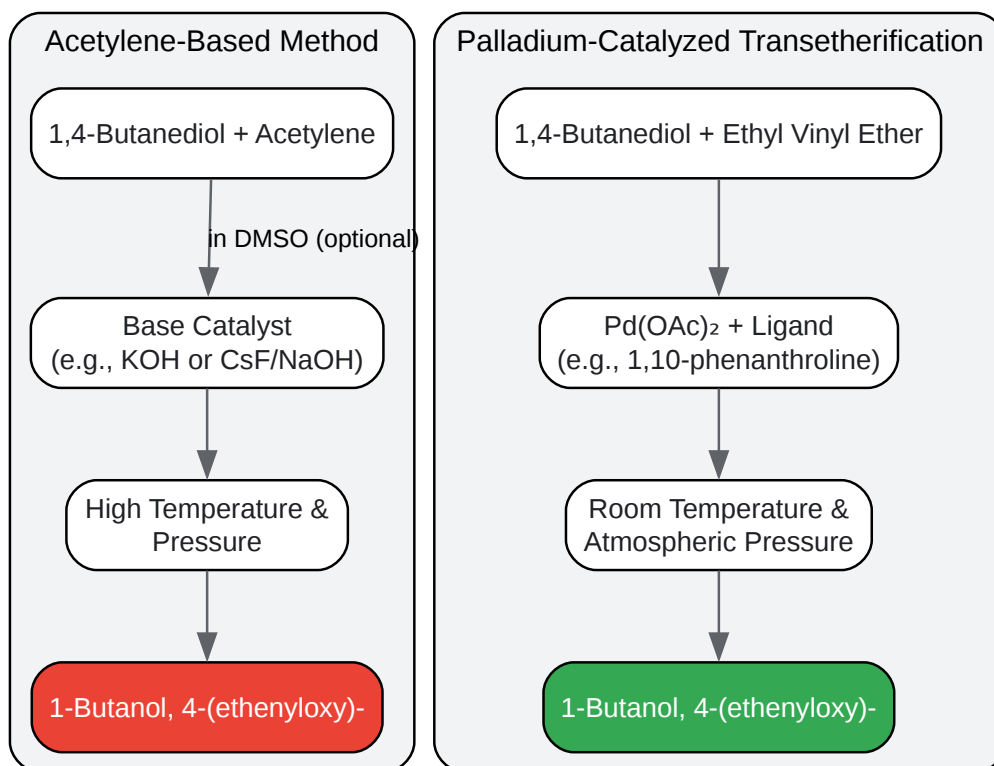 Acetylene-Based Method
1,4-Butanediol + Acetylene
in DMSO (optional)
Base Catalyst
(e.g., KOH or CsF/NaOH)
High Temperature &
Pressure
1-Butanol, 4-(ethenyloxy)-
Palladium-Catalyzed Transetherification
1,4-Butanediol + Ethyl Vinyl Ether
Pd(OAc)₂ + Ligand
(e.g., 1,10-phenanthroline)
Room Temperature &
Atmospheric Pressure
1-Butanol, 4-(ethenyloxy)-